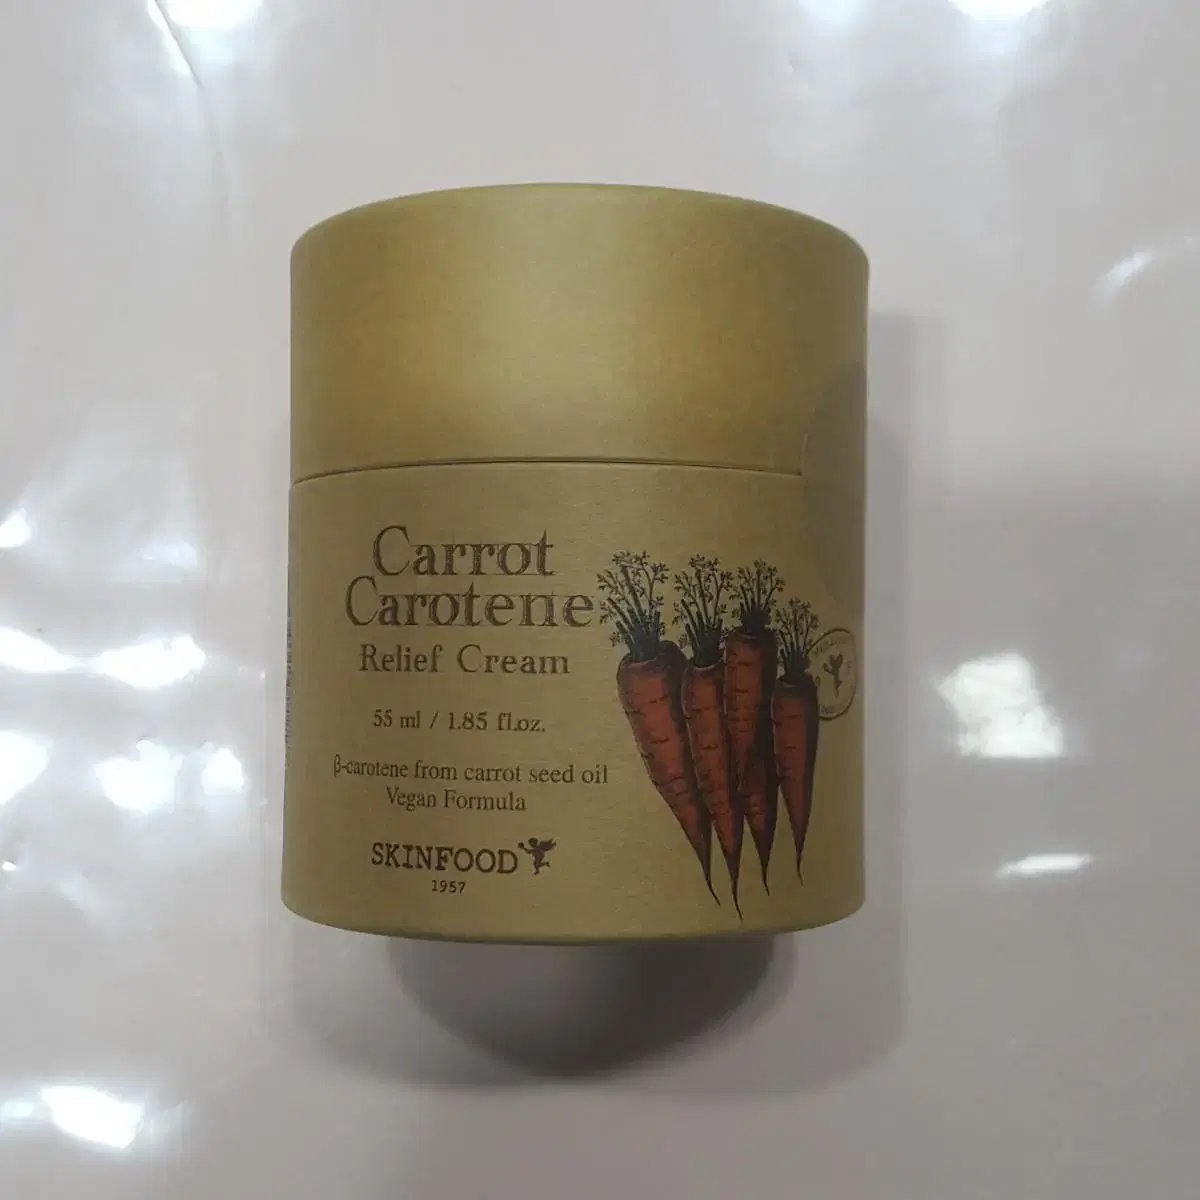 Carrot
Carotene
Relief Cream
55 ml / 1.85 fl.oz.
β-carotene from carrot seed oil
Vegan Formula
SKINFOOD
1957